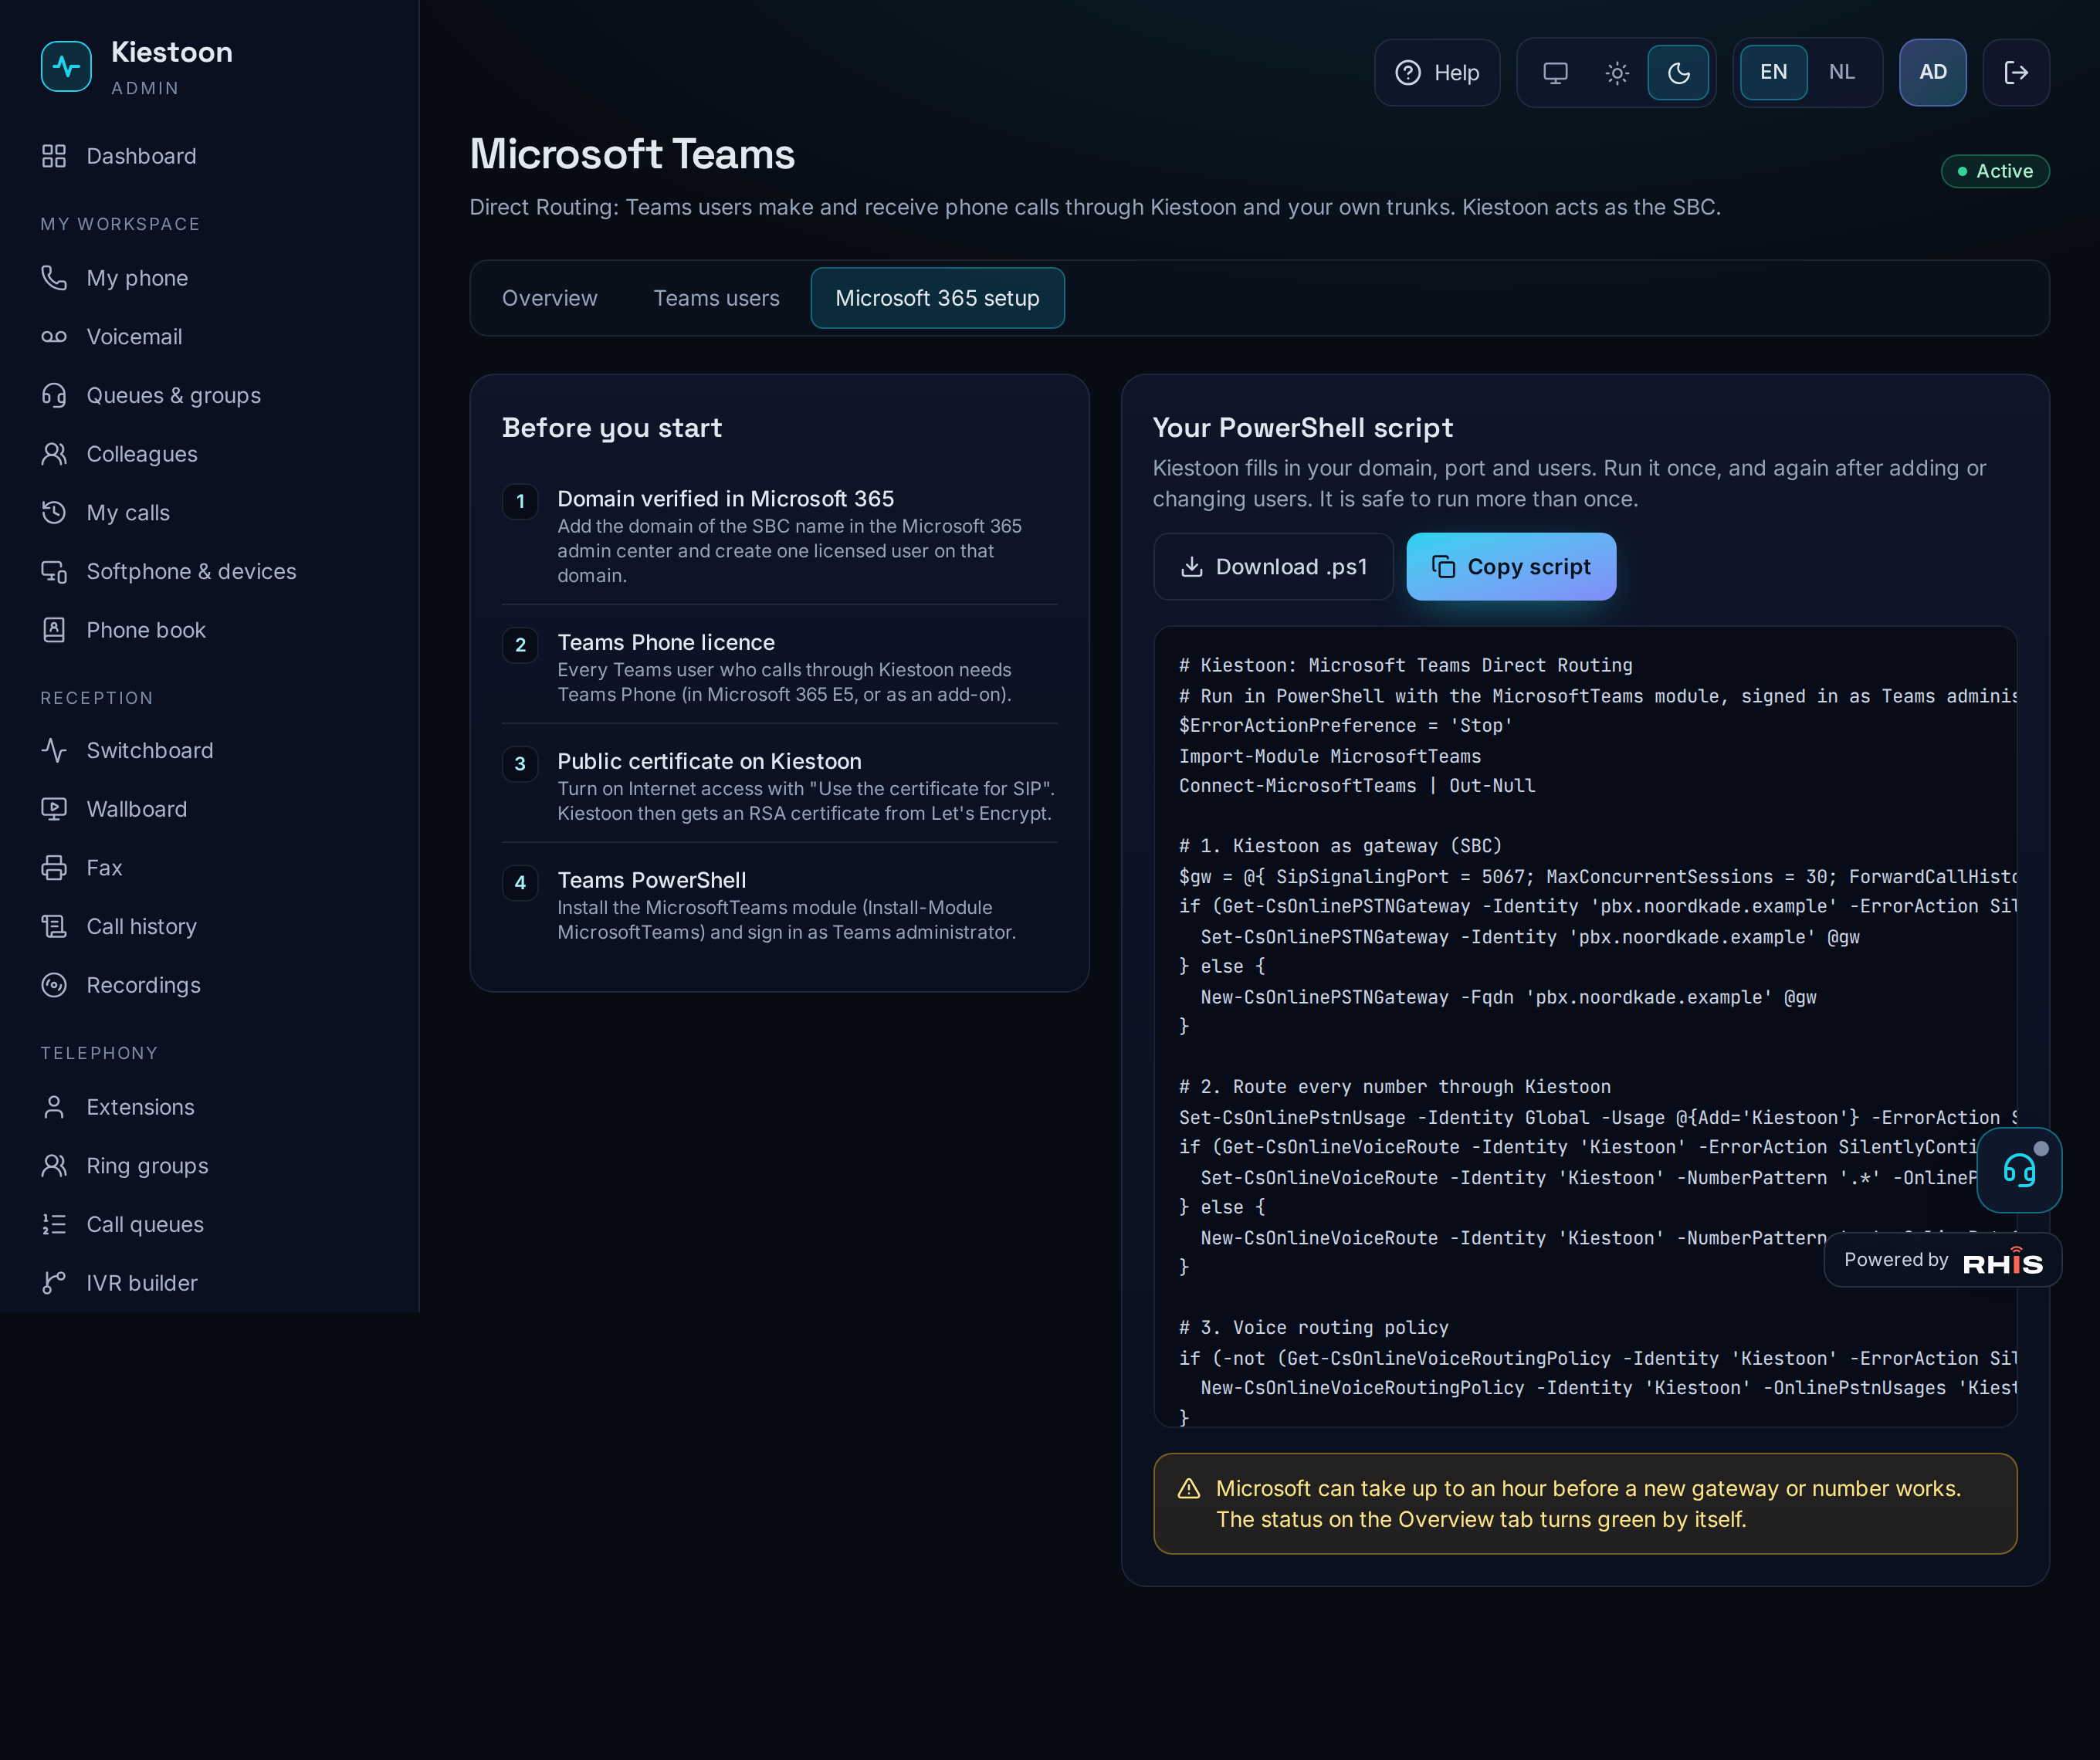 Kiestoon
ADMIN
Dashboard
MY WORKSPACE
My phone
Voicemail
Queues & groups
Colleagues
My calls
Softphone & devices
Phone book
RECEPTION
Switchboard
Wallboard
Fax
Call history
Recordings
TELEPHONY
Extensions
Ring groups
Call queues
IVR builder
Help
EN NL
AD
Microsoft Teams
Active
Direct Routing: Teams users make and receive phone calls through Kiestoon and your own trunks. Kiestoon acts as the SBC.
Overview Teams users Microsoft 365 setup
Before you start
1 Domain verified in Microsoft 365
Add the domain of the SBC name in the Microsoft 365
admin center and create one licensed user on that
domain.
2 Teams Phone licence
Every Teams user who calls through Kiestoon needs
Teams Phone (in Microsoft 365 E5, or as an add-on).
3 Public certificate on Kiestoon
Turn on Internet access with "Use the certificate for SIP".
Kiestoon then gets an RSA certificate from Let's Encrypt.
4 Teams PowerShell
Install the MicrosoftTeams module (Install-Module
MicrosoftTeams) and sign in as Teams administrator.
Your PowerShell script
Kiestoon fills in your domain, port and users. Run it once, and again after adding or
changing users. It is safe to run more than once.
Download .ps1 Copy script
# Kiestoon: Microsoft Teams Direct Routing
# Run in PowerShell with the MicrosoftTeams module, signed in as Teams adminis
$ErrorActionPreference = 'Stop'
Import-Module MicrosoftTeams
Connect-MicrosoftTeams | Out-Null
# 1. Kiestoon as gateway (SBC)
$gw = @{ SipSignalingPort = 5067; MaxConcurrentSessions = 30; ForwardCallHisto
if (Get-CsOnlinePSTNGateway -Identity 'pbx.noordkade.example' -ErrorAction Sil
Set-CsOnlinePSTNGateway -Identity 'pbx.noordkade.example' @gw
} else {
New-CsOnlinePSTNGateway -Fqdn 'pbx.noordkade.example' @gw
}
# 2. Route every number through Kiestoon
Set-CsOnlinePstnUsage -Identity Global -Usage @{Add='Kiestoon'} -ErrorAction S
if (Get-CsOnlineVoiceRoute -Identity 'Kiestoon' -ErrorAction SilentlyConti
Set-CsOnlineVoiceRoute -Identity 'Kiestoon' -NumberPattern '.*' -OnlineP
} else {
New-CsOnlineVoiceRoute -Identity 'Kiestoon' -NumberPattern
}
# 3. Voice routing policy
if (-not (Get-CsOnlineVoiceRoutingPolicy -Identity 'Kiestoon' -ErrorAction Sil
New-CsOnlineVoiceRoutingPolicy -Identity 'Kiestoon' -OnlinePstnUsages 'Kiest
}
Powered by RHiS
Microsoft can take up to an hour before a new gateway or number works.
The status on the Overview tab turns green by itself.